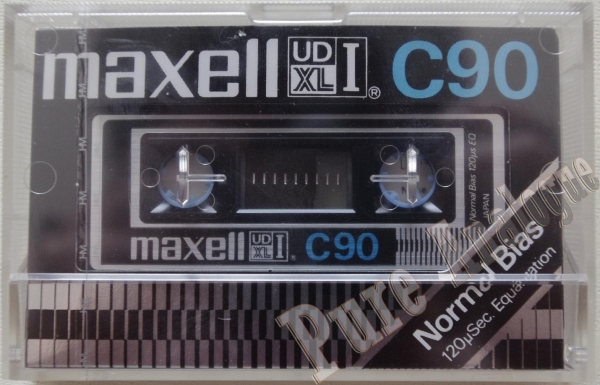 maxell UD XL I ® C90
Normal Bias 120μs EQ
JAPAN
maxell UD XL I C90
Normal Bias
120μSec. Equalization
Pure Analogue